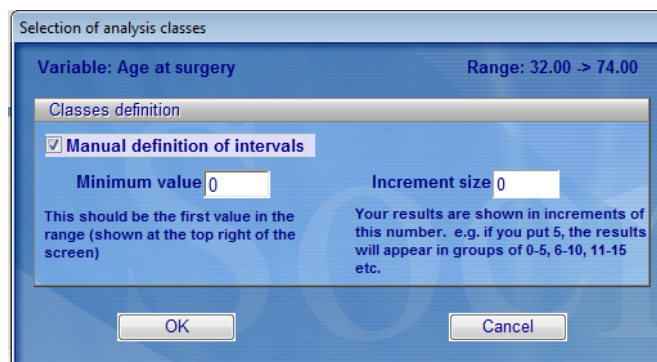 Selection of analysis classes
Variable: Age at surgery
Range: 32.00 -> 74.00
Classes definition
Manual definition of intervals
Minimum value 0
Increment size 0
This should be the first value in the
range (shown at the top right of the
screen)
Your results are shown in increments of
this number. e.g. if you put 5, the results
will appear in groups of 0-5, 6-10, 11-15
etc.
OK
Cancel